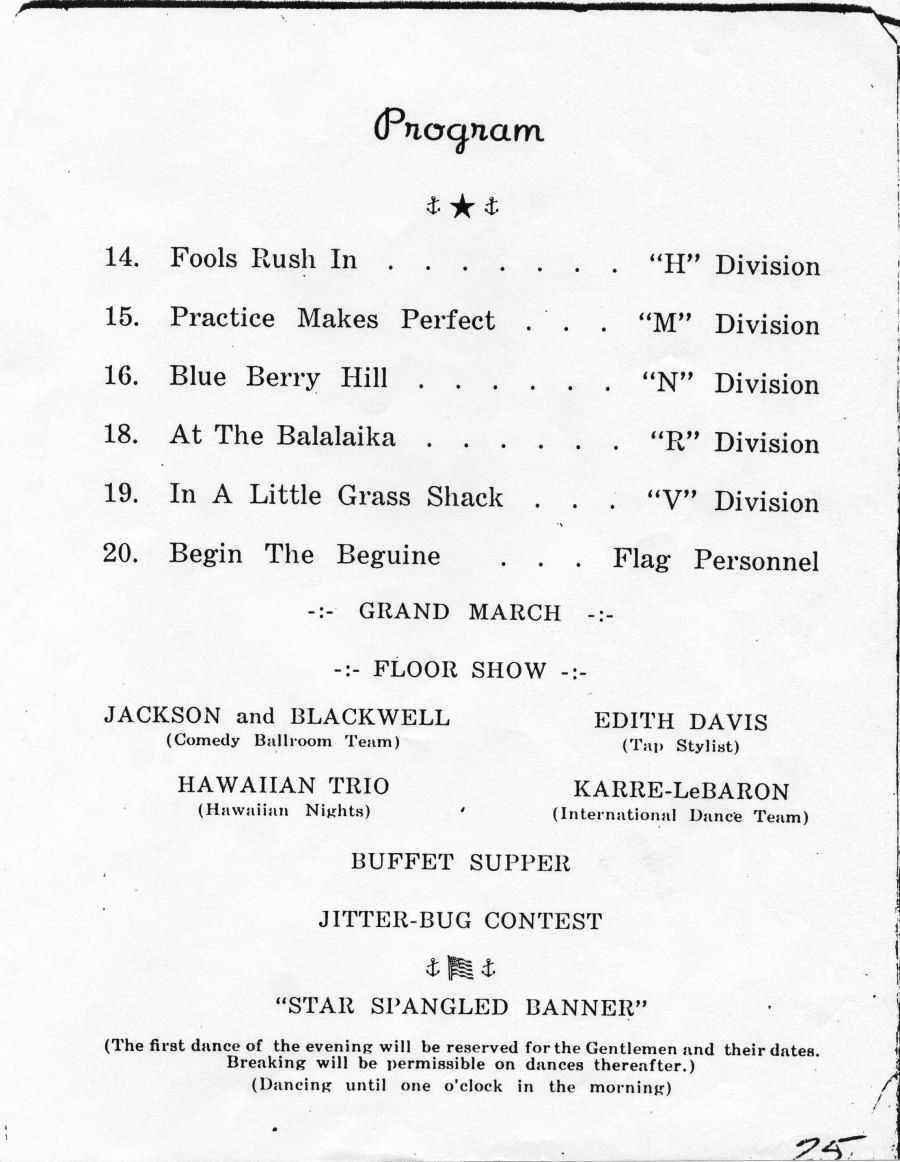 Program
⚓ ★ ⚓
14. Fools Rush In . . . . . . . "H" Division
15. Practice Makes Perfect . . . "M" Division
16. Blue Berry Hill . . . . . . "N" Division
18. At The Balalaika . . . . . . "R" Division
19. In A Little Grass Shack . . . "V" Division
20. Begin The Beguine . . . Flag Personnel
-:- GRAND MARCH -:-
-:- FLOOR SHOW -:-
JACKSON and BLACKWELL EDITH DAVIS
(Comedy Ballroom Team) (Tap Stylist)
HAWAIIAN TRIO KARRE-LeBARON
(Hawaiian Nights) (International Dance Team)
BUFFET SUPPER
JITTER-BUG CONTEST
"STAR SPANGLED BANNER"
(The first dance of the evening will be reserved for the Gentlemen and their dates.
Breaking will be permissible on dances thereafter.)
(Dancing until one o'clock in the morning)
25